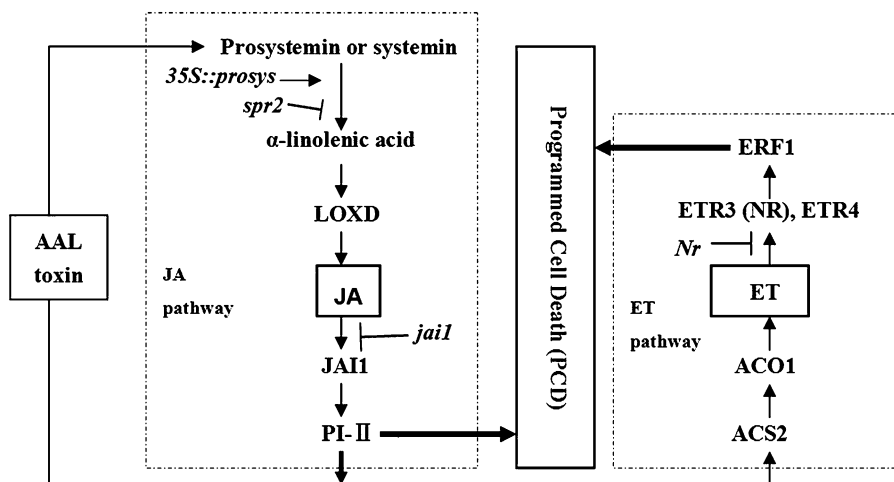 Prosystemin or systemin
35S::prosys
spr2
α-linolenic acid
LOXD
JA
JAI1
jai1
PI-Ⅱ
JA
pathway
AAL
toxin
Programmed Cell Death (PCD)
ERF1
ETR3 (NR), ETR4
Nr
ET
ET
pathway
ACO1
ACS2